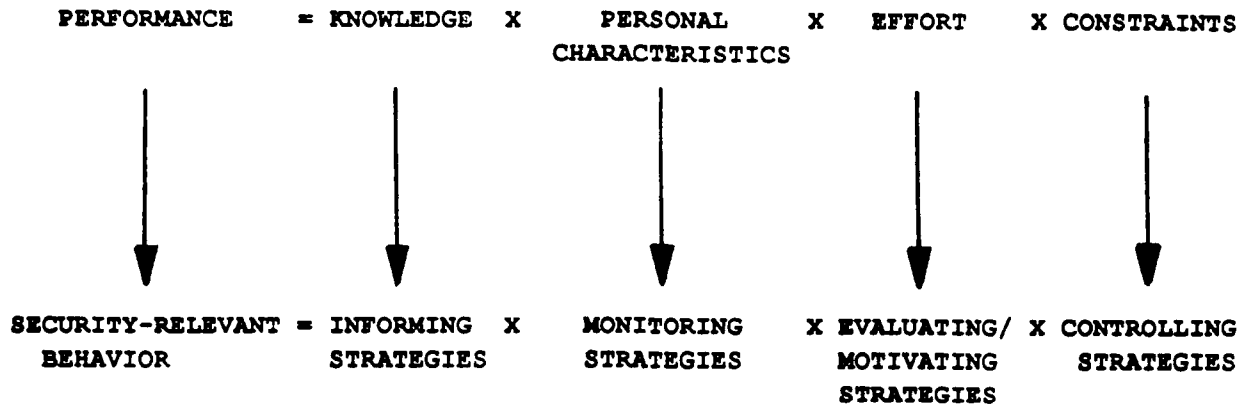 PERFORMANCE = KNOWLEDGE X PERSONAL X EFFORT X CONSTRAINTS
CHARACTERISTICS
SECURITY-RELEVANT = INFORMING X MONITORING X EVALUATING/ X CONTROLLING
BEHAVIOR STRATEGIES STRATEGIES MOTIVATING STRATEGIES
STRATEGIES